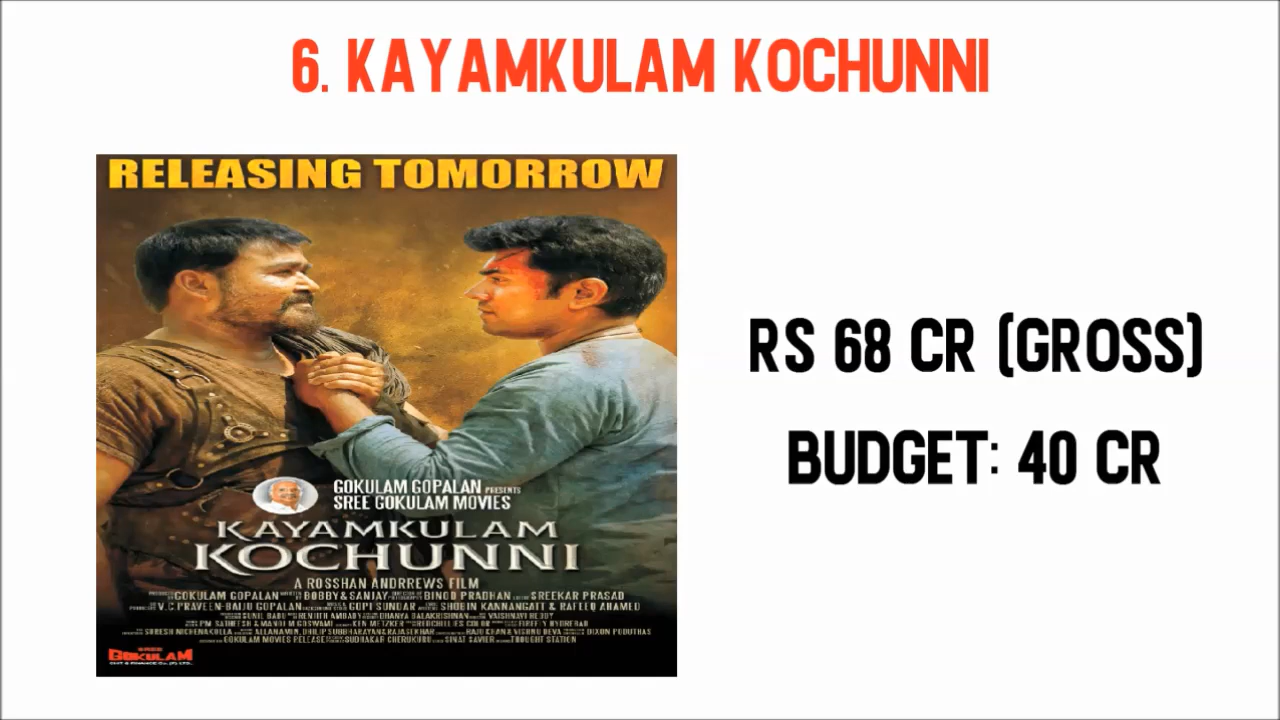 6. KAYAMKULAM KOCHUNNI
RELEASING TOMORROW
RS 68 CR (GROSS)
BUDGET: 40 CR
GOKULAM GOPALAN PRESENTS
SREE GOKULAM MOVIES
KAYAMKULAM
KOCHUNNI
A ROSSHAN ANDRREWS FILM
GOKULAM GOPALAN BOBBY & SANJAY BINOD PRADHAN SREEKAR PRASAD
V.C.PRAVEEN-BAIJU GOPALAN GOPI SUNDAR SHOBIN KANNANGATT & RAFEEQ AHAMED
SREE
GOKULAM